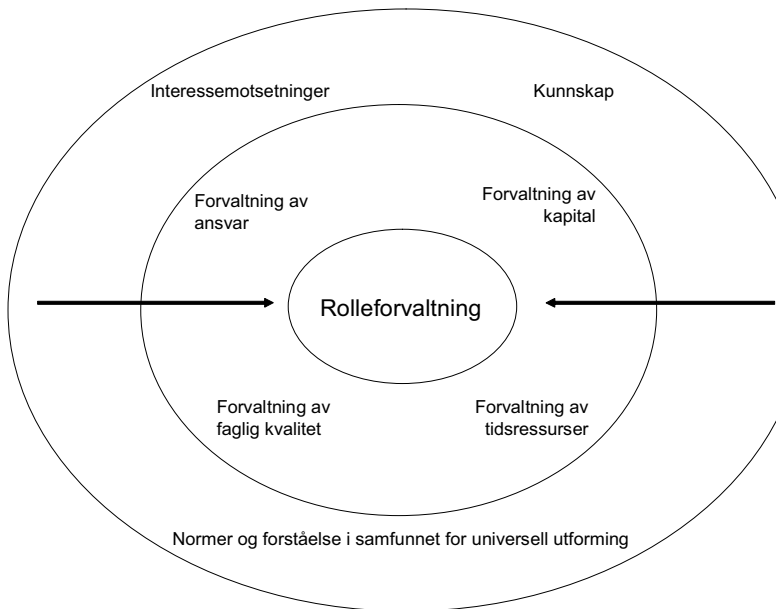 Interessemotsetninger
Kunnskap
Forvaltning av
ansvar
Forvaltning av
kapital
Rolleforvaltning
Forvaltning av
faglig kvalitet
Forvaltning av
tidsressurser
Normer og forståelse i samfunnet for universell utforming